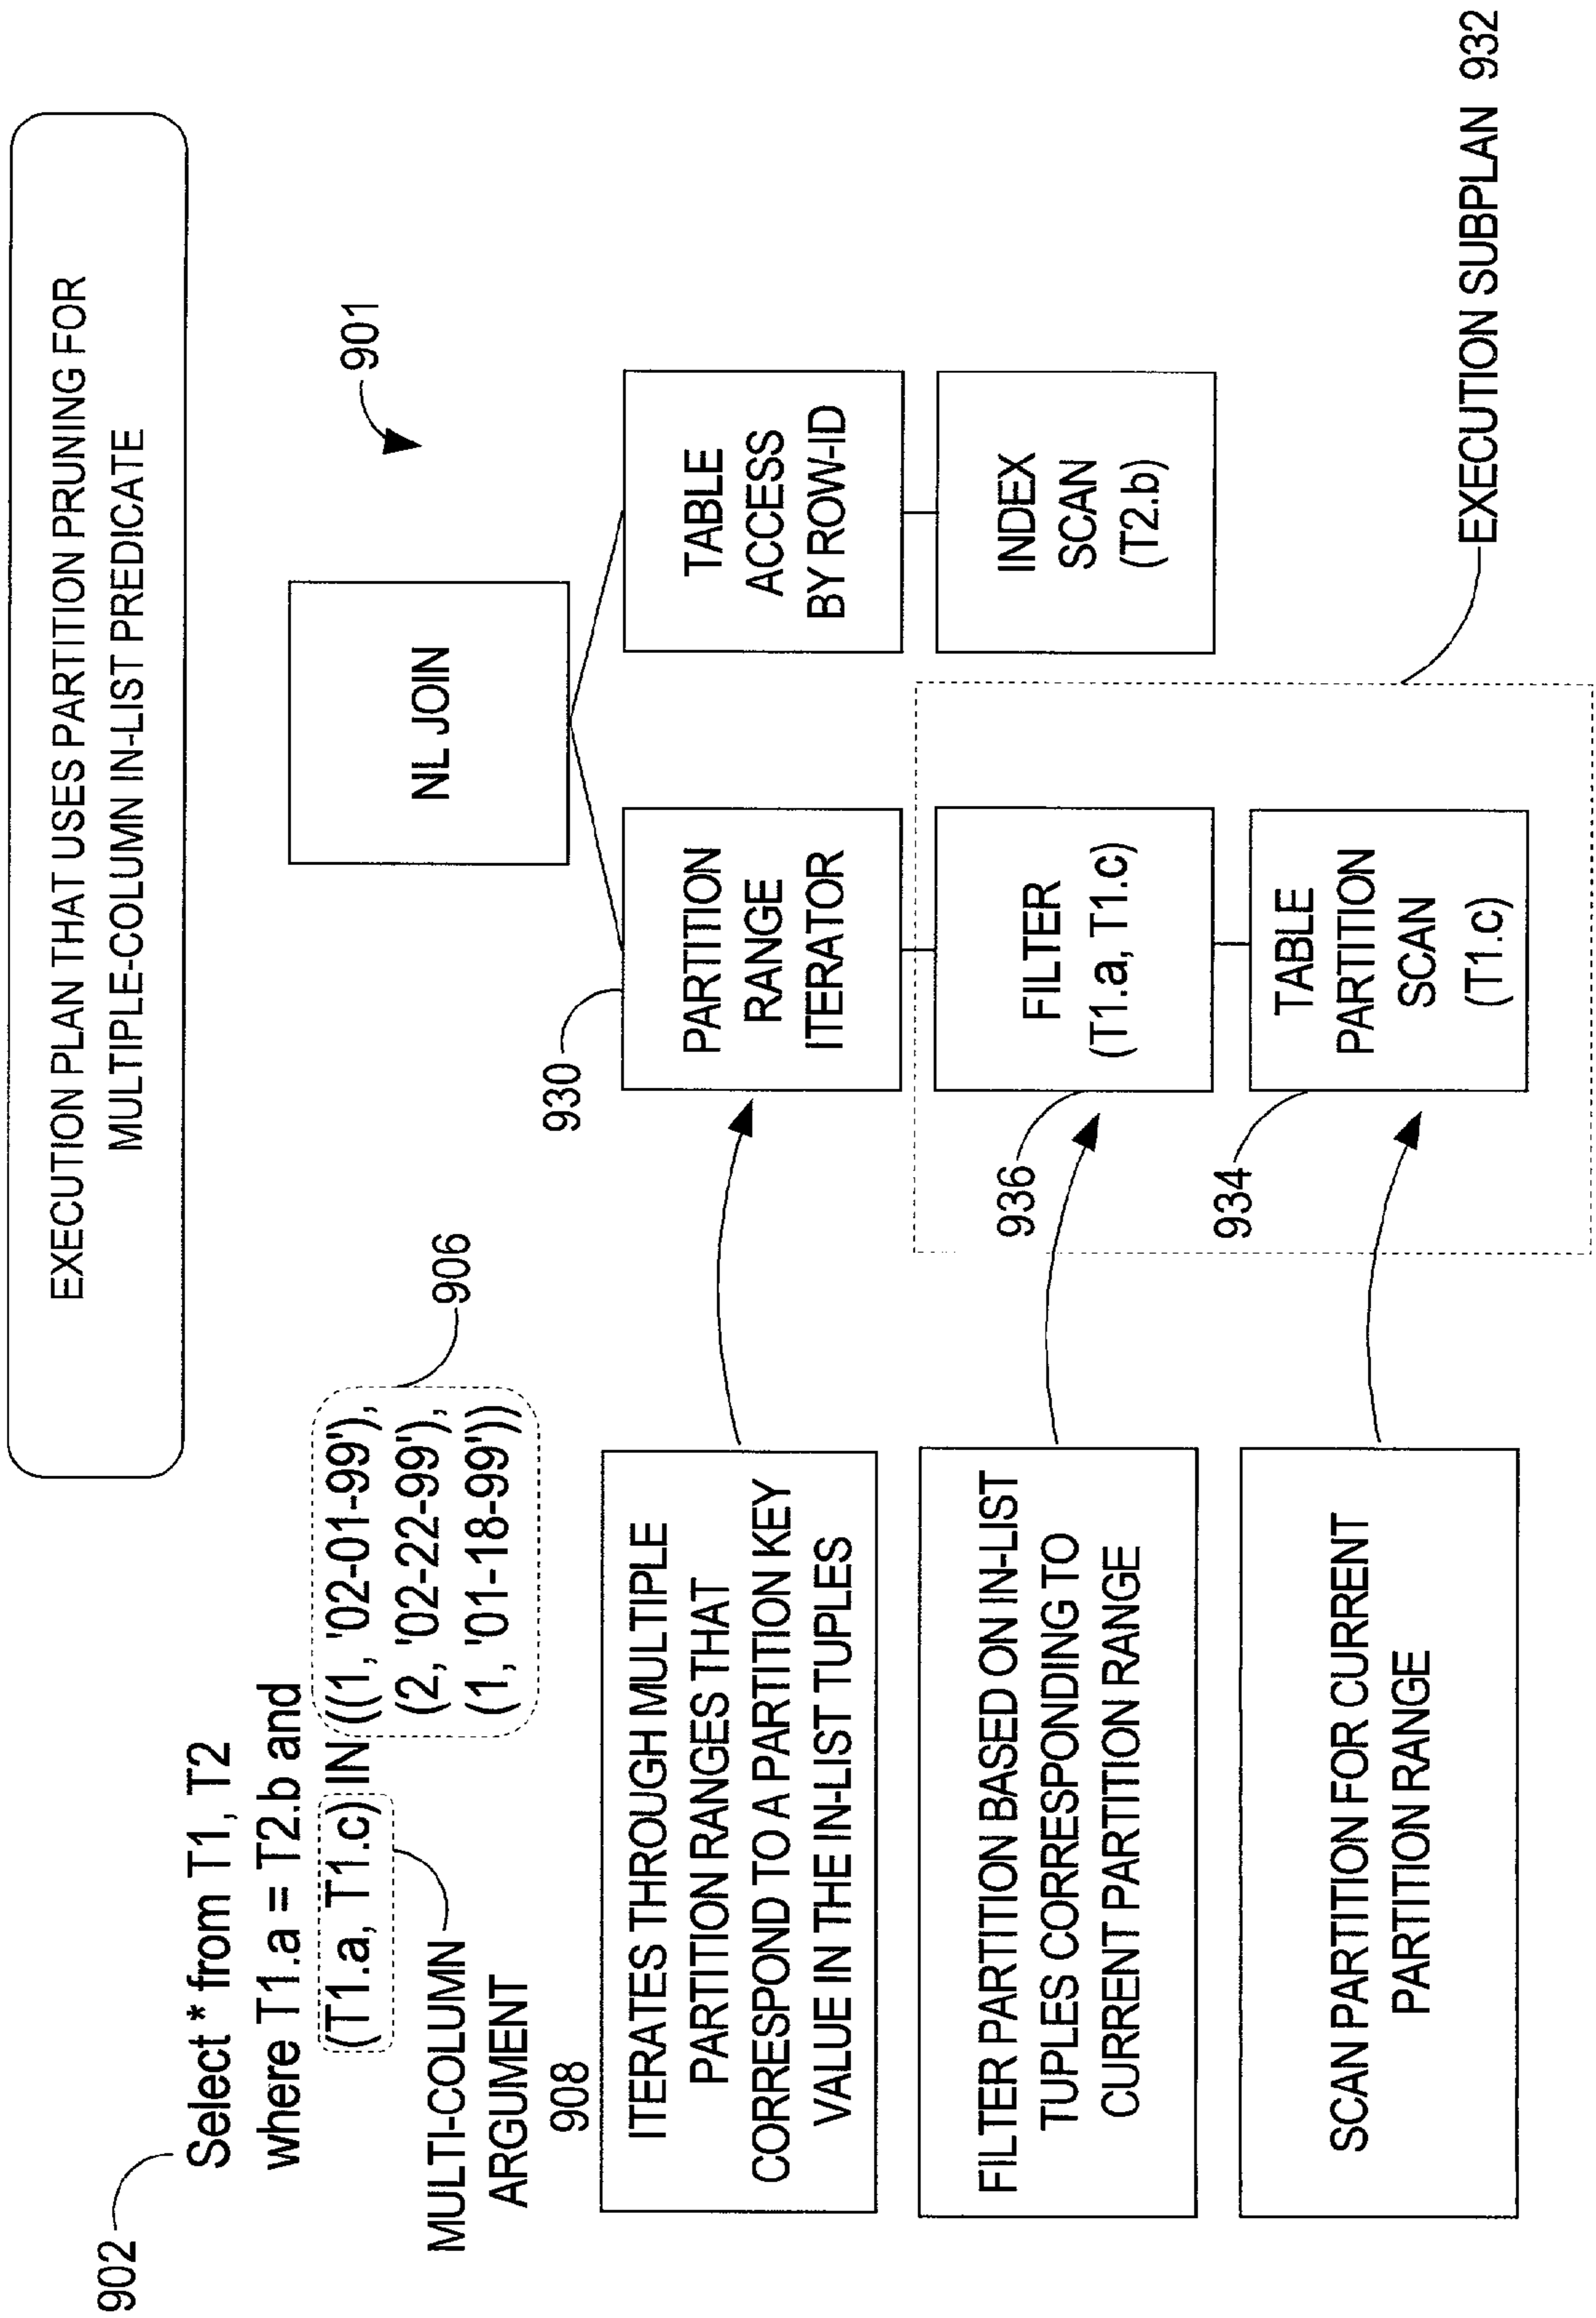 EXECUTION PLAN THAT USES PARTITION PRUNING FOR
MULTIPLE-COLUMN IN-LIST PREDICATE
902
Select * from T1, T2
where T1.a = T2.b and
(T1.a, T1.c) IN ((1, '02-01-99'),
(2, '02-22-99'),
(1, '01-18-99'))
906
MULTI-COLUMN
ARGUMENT
908
901
NL JOIN
930
PARTITION
RANGE
ITERATOR
TABLE
ACCESS
BY ROW-ID
ITERATES THROUGH MULTIPLE
PARTITION RANGES THAT
CORRESPOND TO A PARTITION KEY
VALUE IN THE IN-LIST TUPLES
936
FILTER
(T1.a, T1.c)
INDEX
SCAN
(T2.b)
FILTER PARTITION BASED ON IN-LIST
TUPLES CORRESPONDING TO
CURRENT PARTITION RANGE
934
TABLE
PARTITION
SCAN
(T1.c)
SCAN PARTITION FOR CURRENT
PARTITION RANGE
EXECUTION SUBPLAN 932